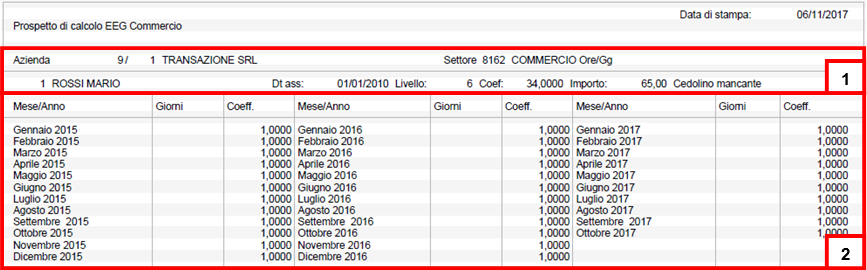 Data di stampa: 06/11/2017
Prospetto di calcolo EEG Commercio
Azienda 9/ 1 TRANSAZIONE SRL Settore 8162 COMMERCIO Ore/Gg
1 ROSSI MARIO Dt ass: 01/01/2010 Livello: 6 Coef: 34,0000 Importo: 65,00 Cedolino mancante
1
Mese/Anno Giorni Coeff. Mese/Anno Giorni Coeff. Mese/Anno Giorni Coeff.
Gennaio 2015 1,0000 Gennaio 2016 1,0000 Gennaio 2017 1,0000
Febbraio 2015 1,0000 Febbraio 2016 1,0000 Febbraio 2017 1,0000
Marzo 2015 1,0000 Marzo 2016 1,0000 Marzo 2017 1,0000
Aprile 2015 1,0000 Aprile 2016 1,0000 Aprile 2017 1,0000
Maggio 2015 1,0000 Maggio 2016 1,0000 Maggio 2017 1,0000
Giugno 2015 1,0000 Giugno 2016 1,0000 Giugno 2017 1,0000
Luglio 2015 1,0000 Luglio 2016 1,0000 Luglio 2017 1,0000
Agosto 2015 1,0000 Agosto 2016 1,0000 Agosto 2017 1,0000
Settembre 2015 1,0000 Settembre 2016 1,0000 Settembre 2017 1,0000
Ottobre 2015 1,0000 Ottobre 2016 1,0000 Ottobre 2017 1,0000
Novembre 2015 1,0000 Novembre 2016 1,0000
Dicembre 2015 1,0000 Dicembre 2016 1,0000
2